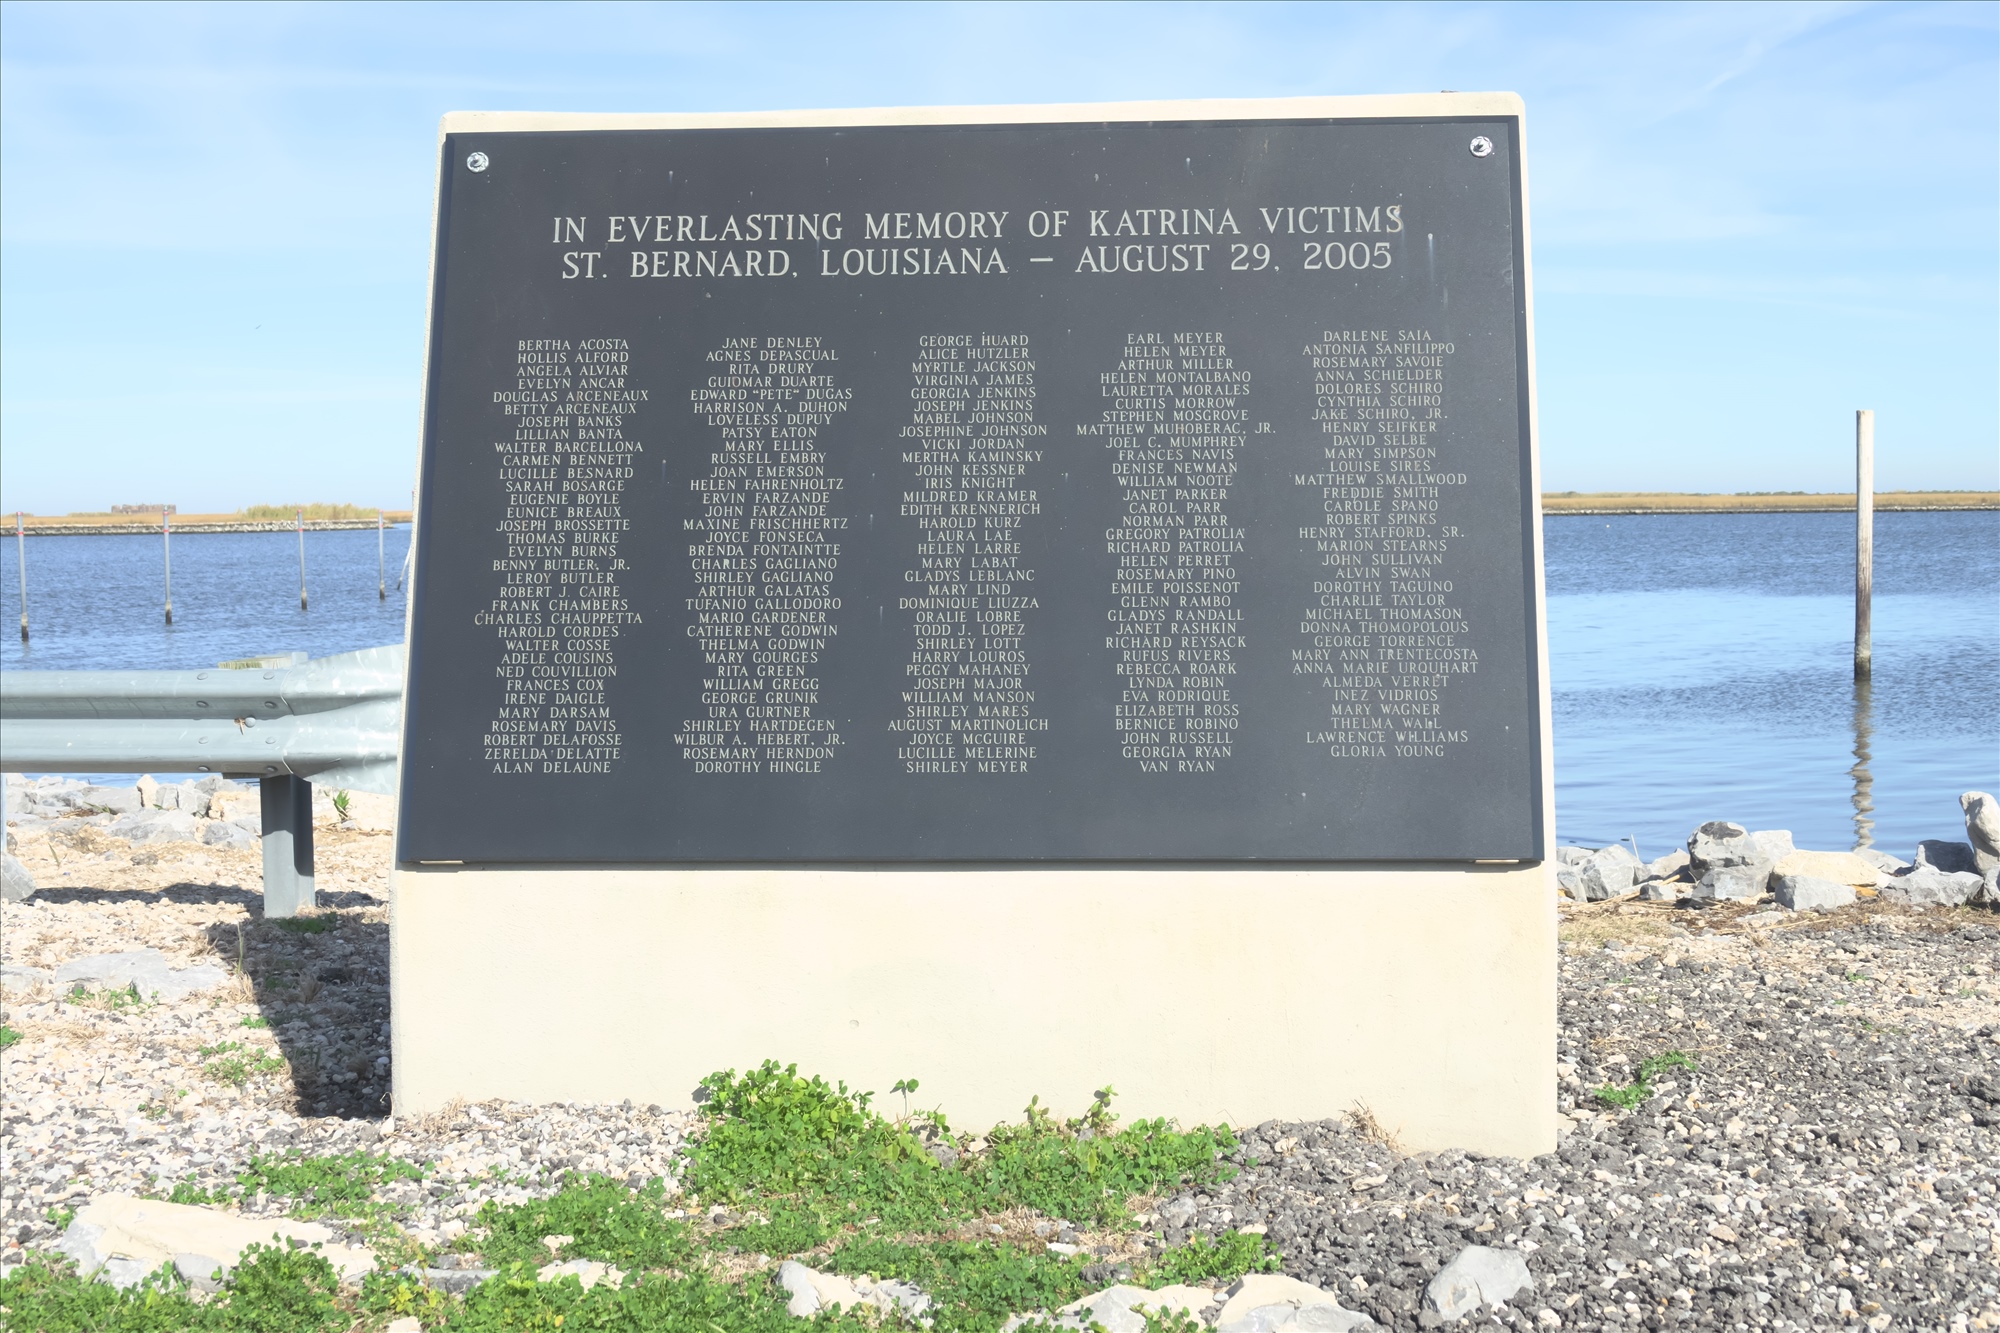 IN EVERLASTING MEMORY OF KATRINA VICTIMS
ST. BERNARD, LOUISIANA – AUGUST 29, 2005
BERTHA ACOSTA
HOLLIS ALFORD
ANGELA ALVIAR
EVELYN ANCAR
DOUGLAS ARCENEAUX
BETTY ARCENEAUX
JOSEPH BANKS
LILLIAN BANTA
WALTER BARCELLONA
CARMEN BENNETT
LUCILLE BESNARD
SARAH BOSARGE
EUGENIE BOYLE
EUNICE BREAUX
JOSEPH BROSSETTE
THOMAS BURKE
EVELYN BURNS
BENNY BUTLER, JR.
LEROY BUTLER
ROBERT J. CAIRE
FRANK CHAMBERS
CHARLES CHAUPPETTA
HAROLD CORDES
WALTER COSSE
ADELE COUSINS
NED COUVILLION
FRANCES COX
IRENE DAIGLE
MARY DARSAM
ROSEMARY DAVIS
ROBERT DELAFOSSE
ZERELDA DELATTE
ALAN DELAUNE
JANE DENLEY
AGNES DEPASCUAL
RITA DRURY
GUIOMAR DUARTE
EDWARD "PETE" DUGAS
HARRISON A. DUHON
LOVELESS DUPUY
PATSY EATON
MARY ELLIS
RUSSELL EMBRY
JOAN EMERSON
HELEN FAHRENHOLTZ
ERVIN FARZANDE
JOHN FARZANDE
MAXINE FRISCHHERTZ
JOYCE FONSECA
BRENDA FONTAINTTE
CHARLES GAGLIANO
SHIRLEY GAGLIANO
ARTHUR GALATAS
TUFANIO GALLODORO
MARIO GARDENER
CATHERENE GODWIN
THELMA GODWIN
MARY GOURGES
RITA GREEN
WILLIAM GREGG
GEORGE GRUNIK
URA GURTNER
SHIRLEY HARTDEGEN
WILBUR A. HEBERT, JR.
ROSEMARY HERNDON
DOROTHY HINGLE
GEORGE HUARD
ALICE HUTZLER
MYRTLE JACKSON
VIRGINIA JAMES
GEORGIA JENKINS
JOSEPH JENKINS
MABEL JOHNSON
JOSEPHINE JOHNSON
VICKI JORDAN
MERTHA KAMINSKY
JOHN KESSNER
IRIS KNIGHT
MILDRED KRAMER
EDITH KRENNERICH
HAROLD KURZ
LAURA LAE
HELEN LARRE
MARY LABAT
GLADYS LEBLANC
MARY LIND
DOMINIQUE LIUZZA
ORALIE LOBRE
TODD J. LOPEZ
SHIRLEY LOTT
HARRY LOUROS
PEGGY MAHANEY
JOSEPH MAJOR
WILLIAM MANSON
SHIRLEY MARES
AUGUST MARTINOLICH
JOYCE MCGUIRE
LUCILLE MELERINE
SHIRLEY MEYER
EARL MEYER
HELEN MEYER
ARTHUR MILLER
HELEN MONTALBANO
LAURETTA MORALES
CURTIS MORROW
STEPHEN MOSGROVE
MATTHEW MUHOBERAC, JR.
JOEL C. MUMPHREY
FRANCES NAVIS
DENISE NEWMAN
WILLIAM NOOTE
JANET PARKER
CAROL PARR
NORMAN PARR
GREGORY PATROLIA
RICHARD PATROLIA
HELEN PERRET
ROSEMARY PINO
EMILE POISSENOT
GLENN RAMBO
GLADYS RANDALL
JANET RASHKIN
RICHARD REYSACK
RUFUS RIVERS
REBECCA ROARK
LYNDA ROBIN
EVA RODRIQUE
ELIZABETH ROSS
BERNICE ROBINO
JOHN RUSSELL
GEORGIA RYAN
VAN RYAN
DARLENE SAIA
ANTONIA SANFILIPPO
ROSEMARY SAVOIE
ANNA SCHIELDER
DOLORES SCHIRO
CYNTHIA SCHIRO
JAKE SCHIRO, JR.
HENRY SEIFKER
DAVID SELBE
MARY SIMPSON
LOUISE SIRES
MATTHEW SMALLWOOD
FREDDIE SMITH
CAROLE SPANO
ROBERT SPINKS
HENRY STAFFORD, SR.
MARION STEARNS
JOHN SULLIVAN
ALVIN SWAN
DOROTHY TAGUINO
CHARLIE TAYLOR
MICHAEL THOMASON
DONNA THOMOPOLOUS
GEORGE TORRENCE
MARY ANN TRENTECOSTA
ANNA MARIE URQUHART
ALMEDA VERRET
INEZ VIDRIOS
MARY WAGNER
THELMA WALL
LAWRENCE WILLIAMS
GLORIA YOUNG